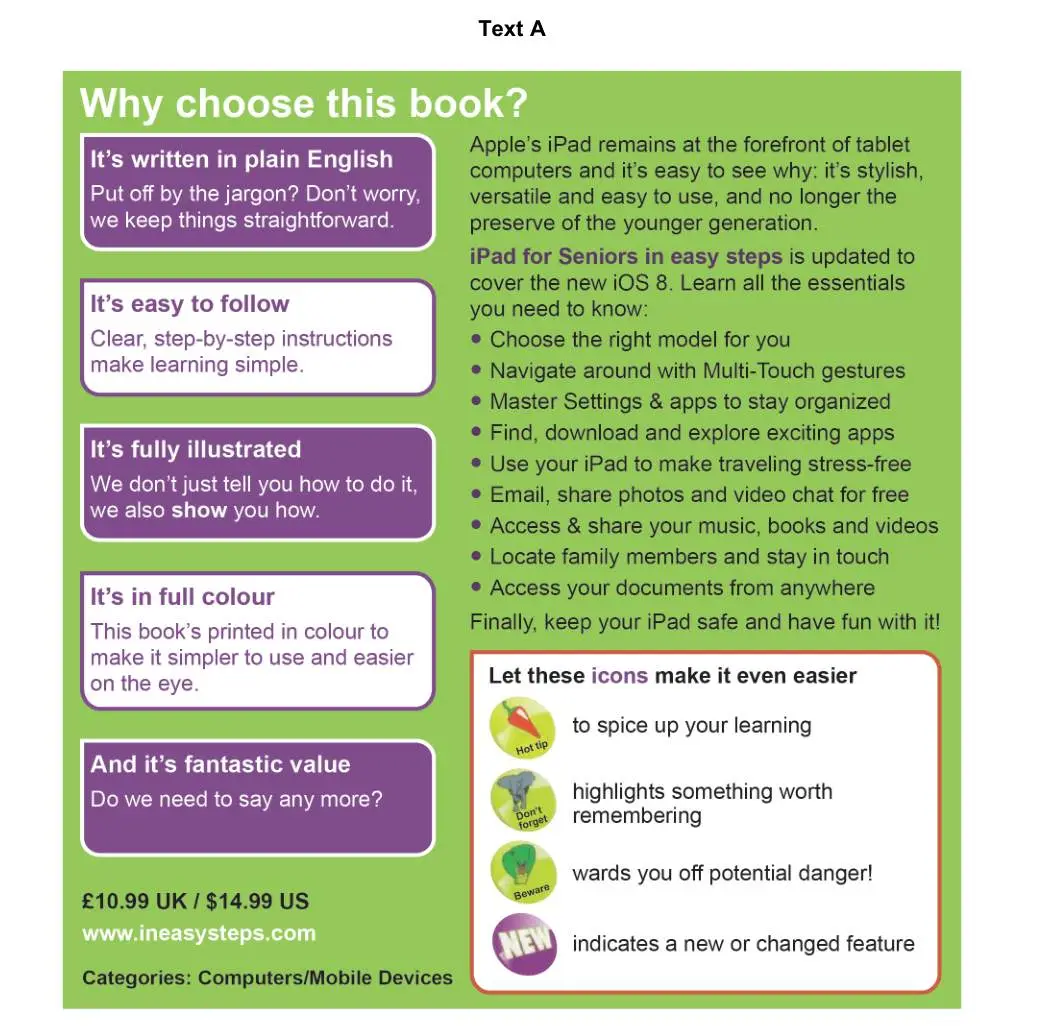 Text A
Why choose this book?
It's written in plain English
Put off by the jargon? Don't worry,
we keep things straightforward.
It's easy to follow
Clear, step-by-step instructions
make learning simple.
It's fully illustrated
We don't just tell you how to do it,
we also show you how.
It's in full colour
This book's printed in colour to
make it simpler to use and easier
on the eye.
And it's fantastic value
Do we need to say any more?
£10.99 UK / $14.99 US
www.ineasysteps.com
Categories: Computers/Mobile Devices
Apple's iPad remains at the forefront of tablet
computers and it's easy to see why: it's stylish,
versatile and easy to use, and no longer the
preserve of the younger generation.
iPad for Seniors in easy steps is updated to
cover the new iOS 8. Learn all the essentials
you need to know:
• Choose the right model for you
• Navigate around with Multi-Touch gestures
• Master Settings & apps to stay organized
• Find, download and explore exciting apps
• Use your iPad to make traveling stress-free
• Email, share photos and video chat for free
• Access & share your music, books and videos
• Locate family members and stay in touch
• Access your documents from anywhere
Finally, keep your iPad safe and have fun with it!
Let these icons make it even easier
Hot tip
to spice up your learning
Don't
forget
highlights something worth
remembering
Beware
wards you off potential danger!
NEW
indicates a new or changed feature